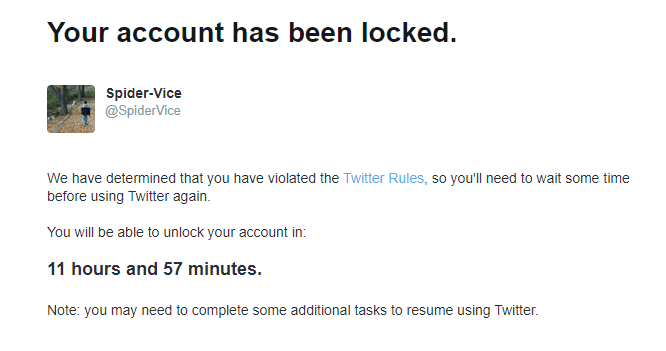 Your account has been locked.
Spider-Vice
@SpiderVice
We have determined that you have violated the Twitter Rules, so you'll need to wait some time
before using Twitter again.
You will be able to unlock your account in:
11 hours and 57 minutes.
Note: you may need to complete some additional tasks to resume using Twitter.